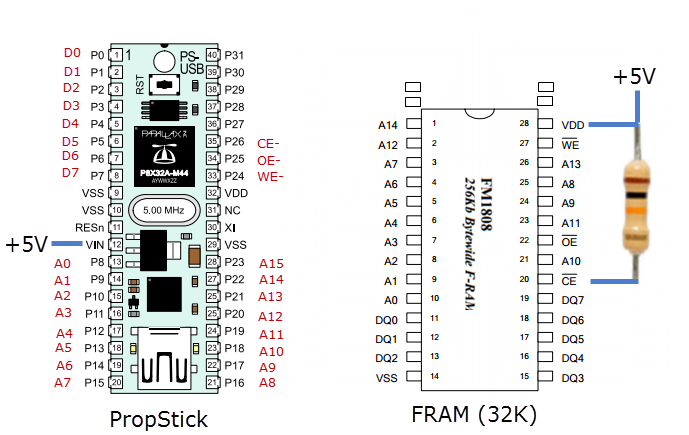 D0 P0 1 1 PS- 40 P31
D1 P1 2 USB 39 P30
D2 P2 3 RST 38 P29
D3 P3 4 37 P28
D4 P4 5 PARALLAX 36 P27
D5 P5 6 35 P26 CE-
D6 P6 7 34 P25 OE-
D7 P7 8 P8X32A-M44 33 P24 WE-
AYWWXZZ
VSS 9 32 VDD
VSS 10 5.00 MHz 31 NC
RESn 11 30 XI
+5V VIN 12 29 VSS
A0 P8 13 28 P23 A15
A1 P9 14 27 P22 A14
A2 P10 15 26 P21 A13
A3 P11 16 25 P20 A12
A4 P12 17 24 P19 A11
A5 P13 18 23 P18 A10
A6 P14 19 22 P17 A9
A7 P15 20 21 P16 A8
PropStick
+5V
A14 1 28 VDD
A12 2 27 WE
A7 3 26 A13
A6 4 25 A8
A5 5 24 A9
A4 6 23 A11
A3 7 22 OE
A2 8 21 A10
A1 9 20 CE
A0 10 19 DQ7
DQ0 11 18 DQ6
DQ1 12 17 DQ5
DQ2 13 16 DQ4
VSS 14 15 DQ3
FM1808
256Kb Bytewide F-RAM
FRAM (32K)